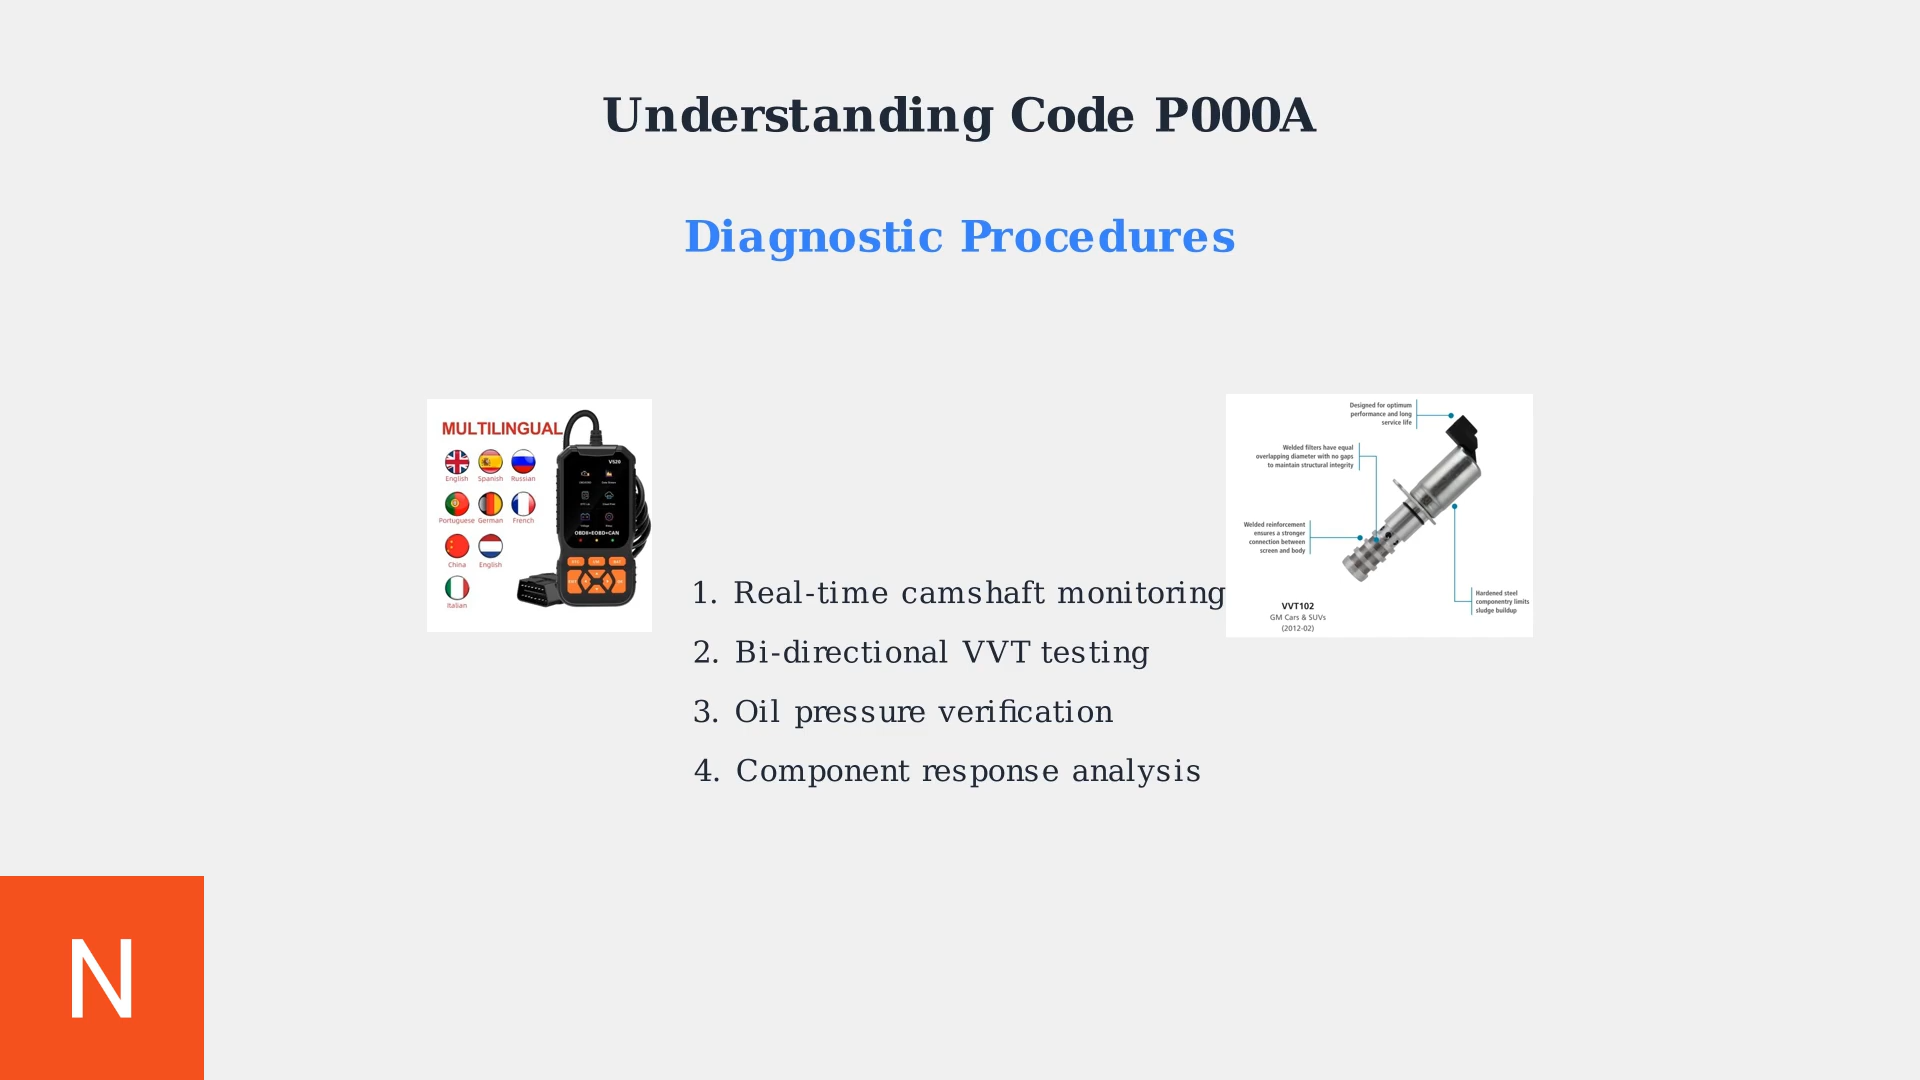 Understanding Code P000A
Diagnostic Procedures
MULTILINGUAL
English Spanish Russian
Portuguese German French
China English
Italian
V520
OBDII+EOBD+CAN
1. Real-time camshaft monitoring
2. Bi-directional VVT testing
3. Oil pressure verification
4. Component response analysis
Designed for optimum
performance and long
service life
Welded filters have equal
overlapping diameter with no gaps
to maintain structural integrity
Welded reinforcement
ensures a stronger
connection between
screen and body
Hardened steel
componentry limits
sludge buildup
VVT102
GM Cars & SUVs
(2012-02)
N